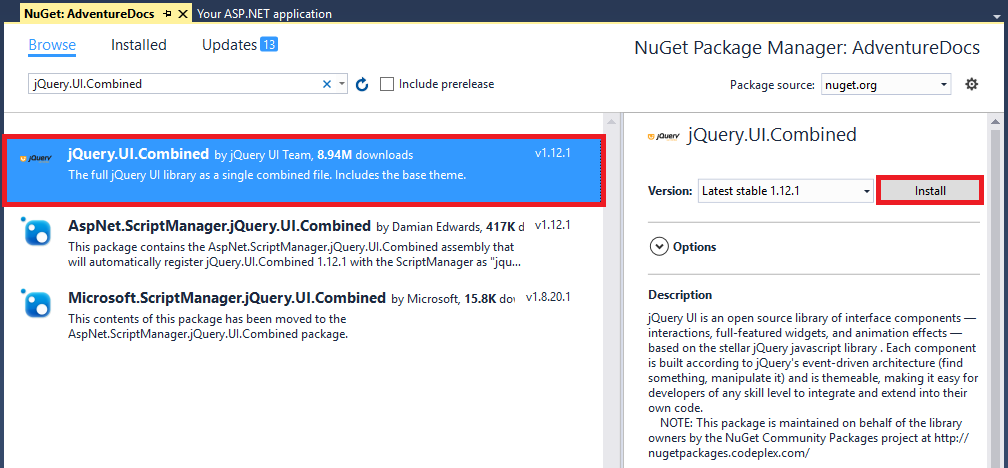 NuGet: AdventureDocs
Your ASP.NET application
Browse
Installed
Updates 13
NuGet Package Manager: AdventureDocs
jQuery.UI.Combined
Include prerelease
Package source: nuget.org
jQuery
jQuery.UI.Combined by jQuery UI Team, 8.94M downloads
v1.12.1
The full jQuery UI library as a single combined file. Includes the base theme.
AspNet.ScriptManager.jQuery.UI.Combined by Damian Edwards, 417K d
v1.12.1
This package contains the AspNet.ScriptManager.jQuery.UI.Combined assembly that
will automatically register jQuery.UI.Combined 1.12.1 with the ScriptManager as "jqu...
Microsoft.ScriptManager.jQuery.UI.Combined by Microsoft, 15.8K do
v1.8.20.1
This contents of this package has been moved to the
AspNet.ScriptManager.jQuery.UI.Combined package.
jQuery
jQuery.UI.Combined
Version: Latest stable 1.12.1
Install
Options
Description
jQuery UI is an open source library of interface components —
interactions, full-featured widgets, and animation effects —
based on the stellar jQuery javascript library . Each component
is built according to jQuery's event-driven architecture (find
something, manipulate it) and is themeable, making it easy for
developers of any skill level to integrate and extend into their
own code.
NOTE: This package is maintained on behalf of the library
owners by the NuGet Community Packages project at http://
nugetpackages.codeplex.com/